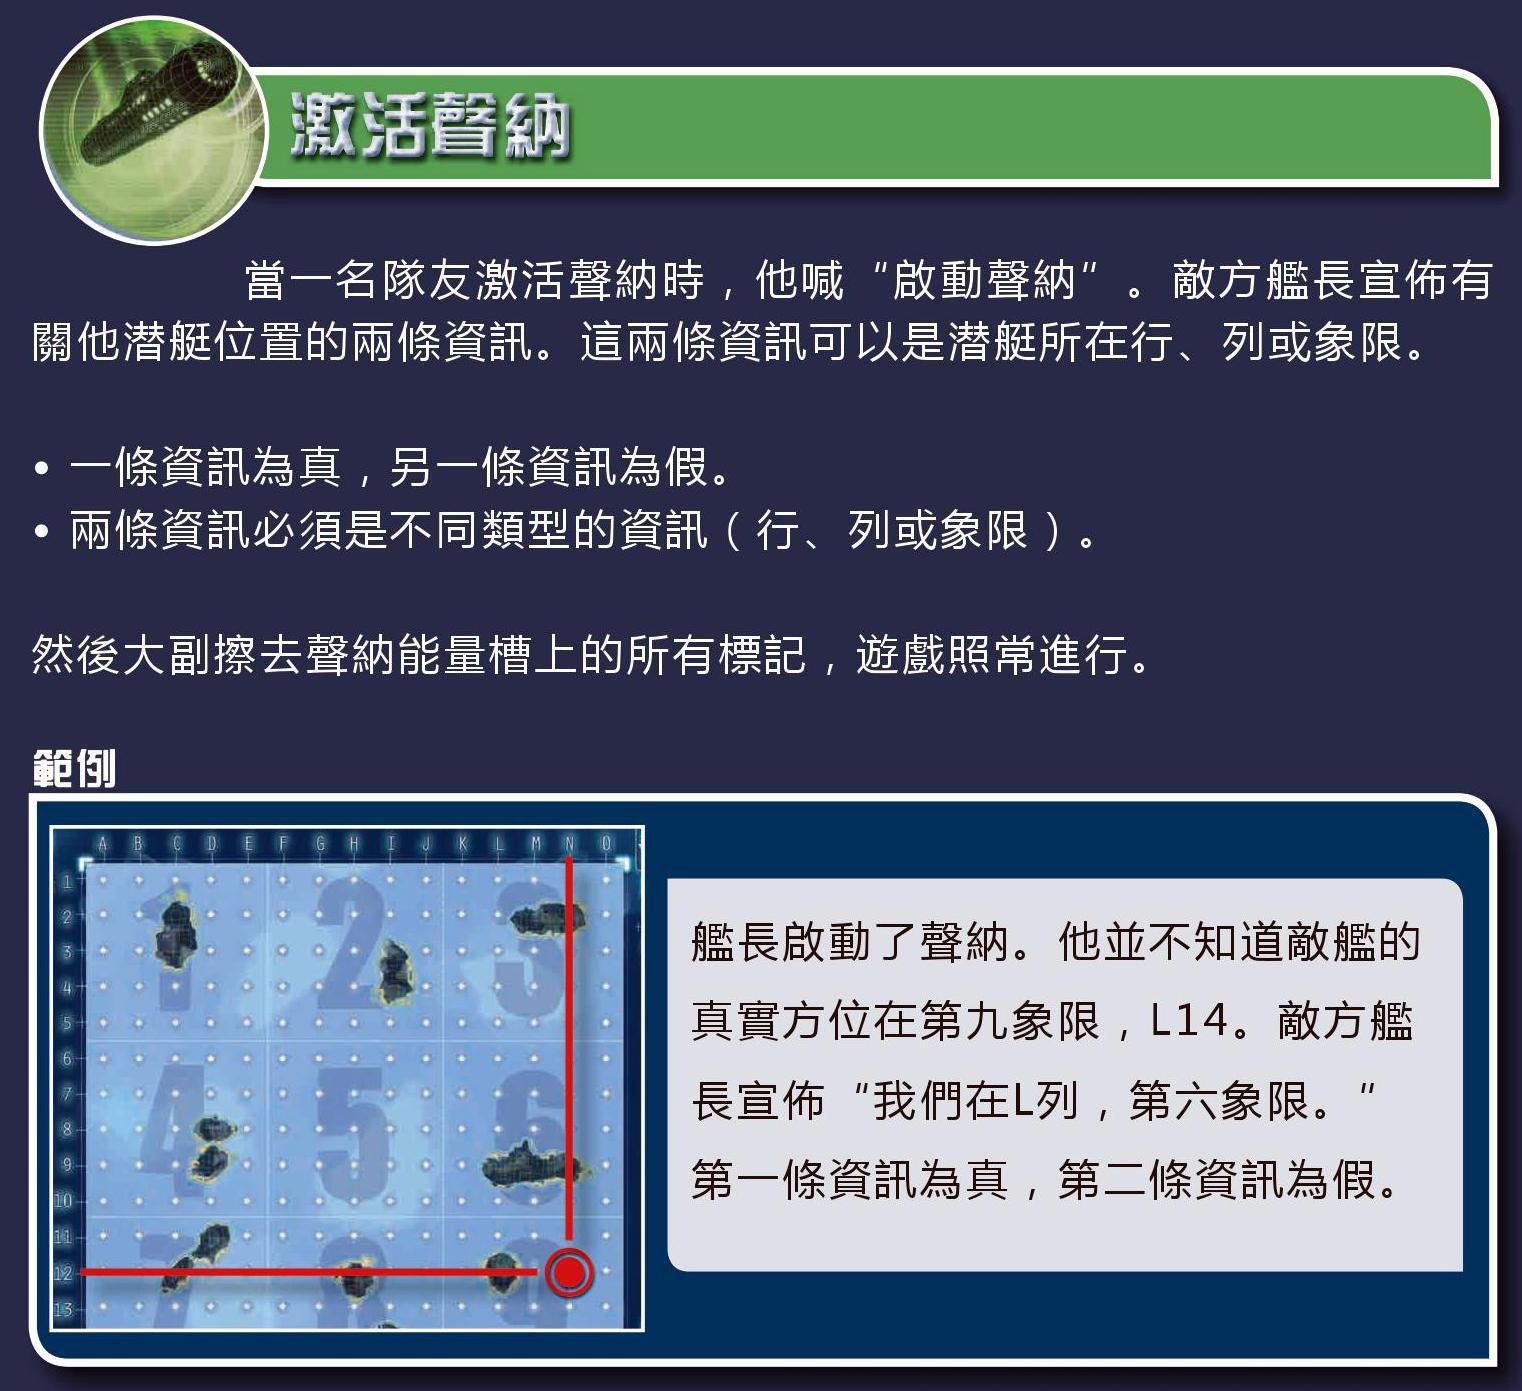 激活聲納
當一名隊友激活聲納時，他喊“啟動聲納”。敵方艦長宣佈有
關他潛艇位置的兩條資訊。這兩條資訊可以是潛艇所在行、列或象限。
• 一條資訊為真，另一條資訊為假。
• 兩條資訊必須是不同類型的資訊（行、列或象限）。
然後大副擦去聲納能量槽上的所有標記，遊戲照常進行。
範例
A B C D E F G H I J K L M N O
1
2
3
4
5
6
7
8
9
10
11
12
13
1 2 3
4 5 6
7 8 9
艦長啟動了聲納。他並不知道敵艦的
真實方位在第九象限，L14。敵方艦
長宣佈“我們在L列，第六象限。“
第一條資訊為真，第二條資訊為假。